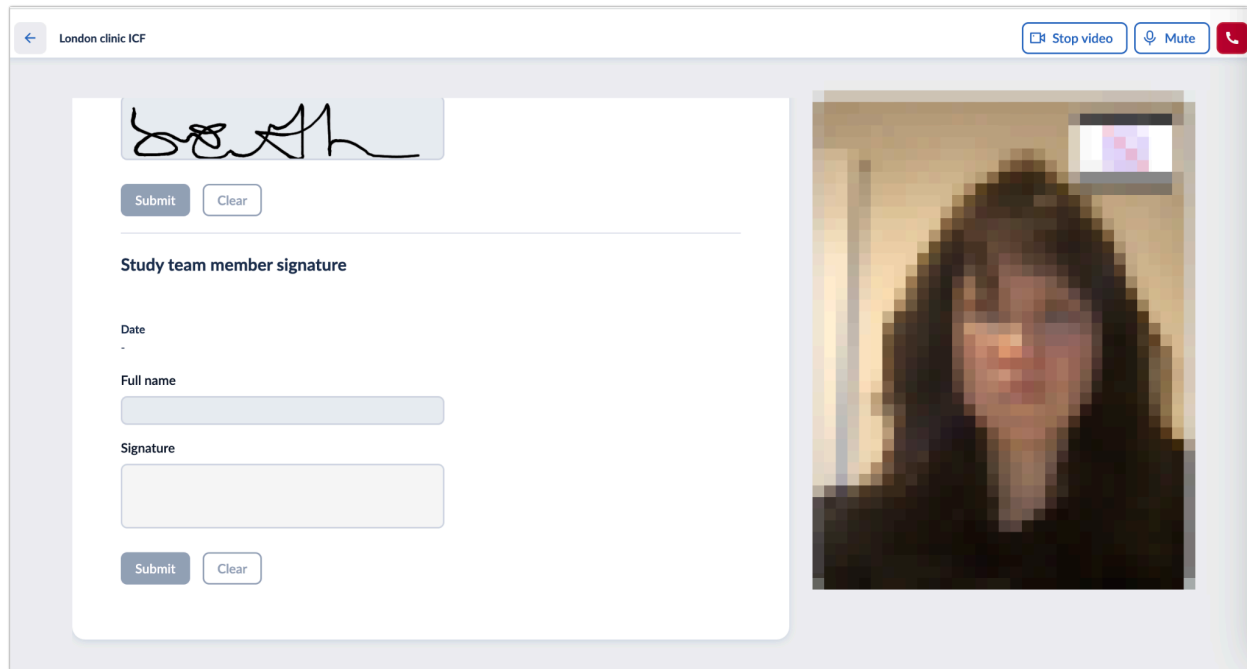 London clinic ICF
Stop video
Mute
Submit
Clear
Study team member signature
Date
-
Full name
Signature
Submit
Clear